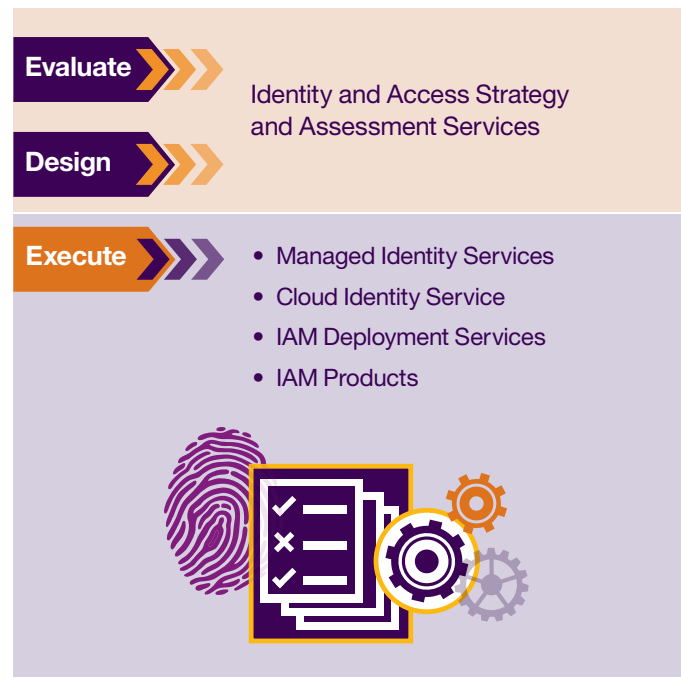 Evaluate
Identity and Access Strategy
and Assessment Services
Design
Execute
• Managed Identity Services
• Cloud Identity Service
• IAM Deployment Services
• IAM Products